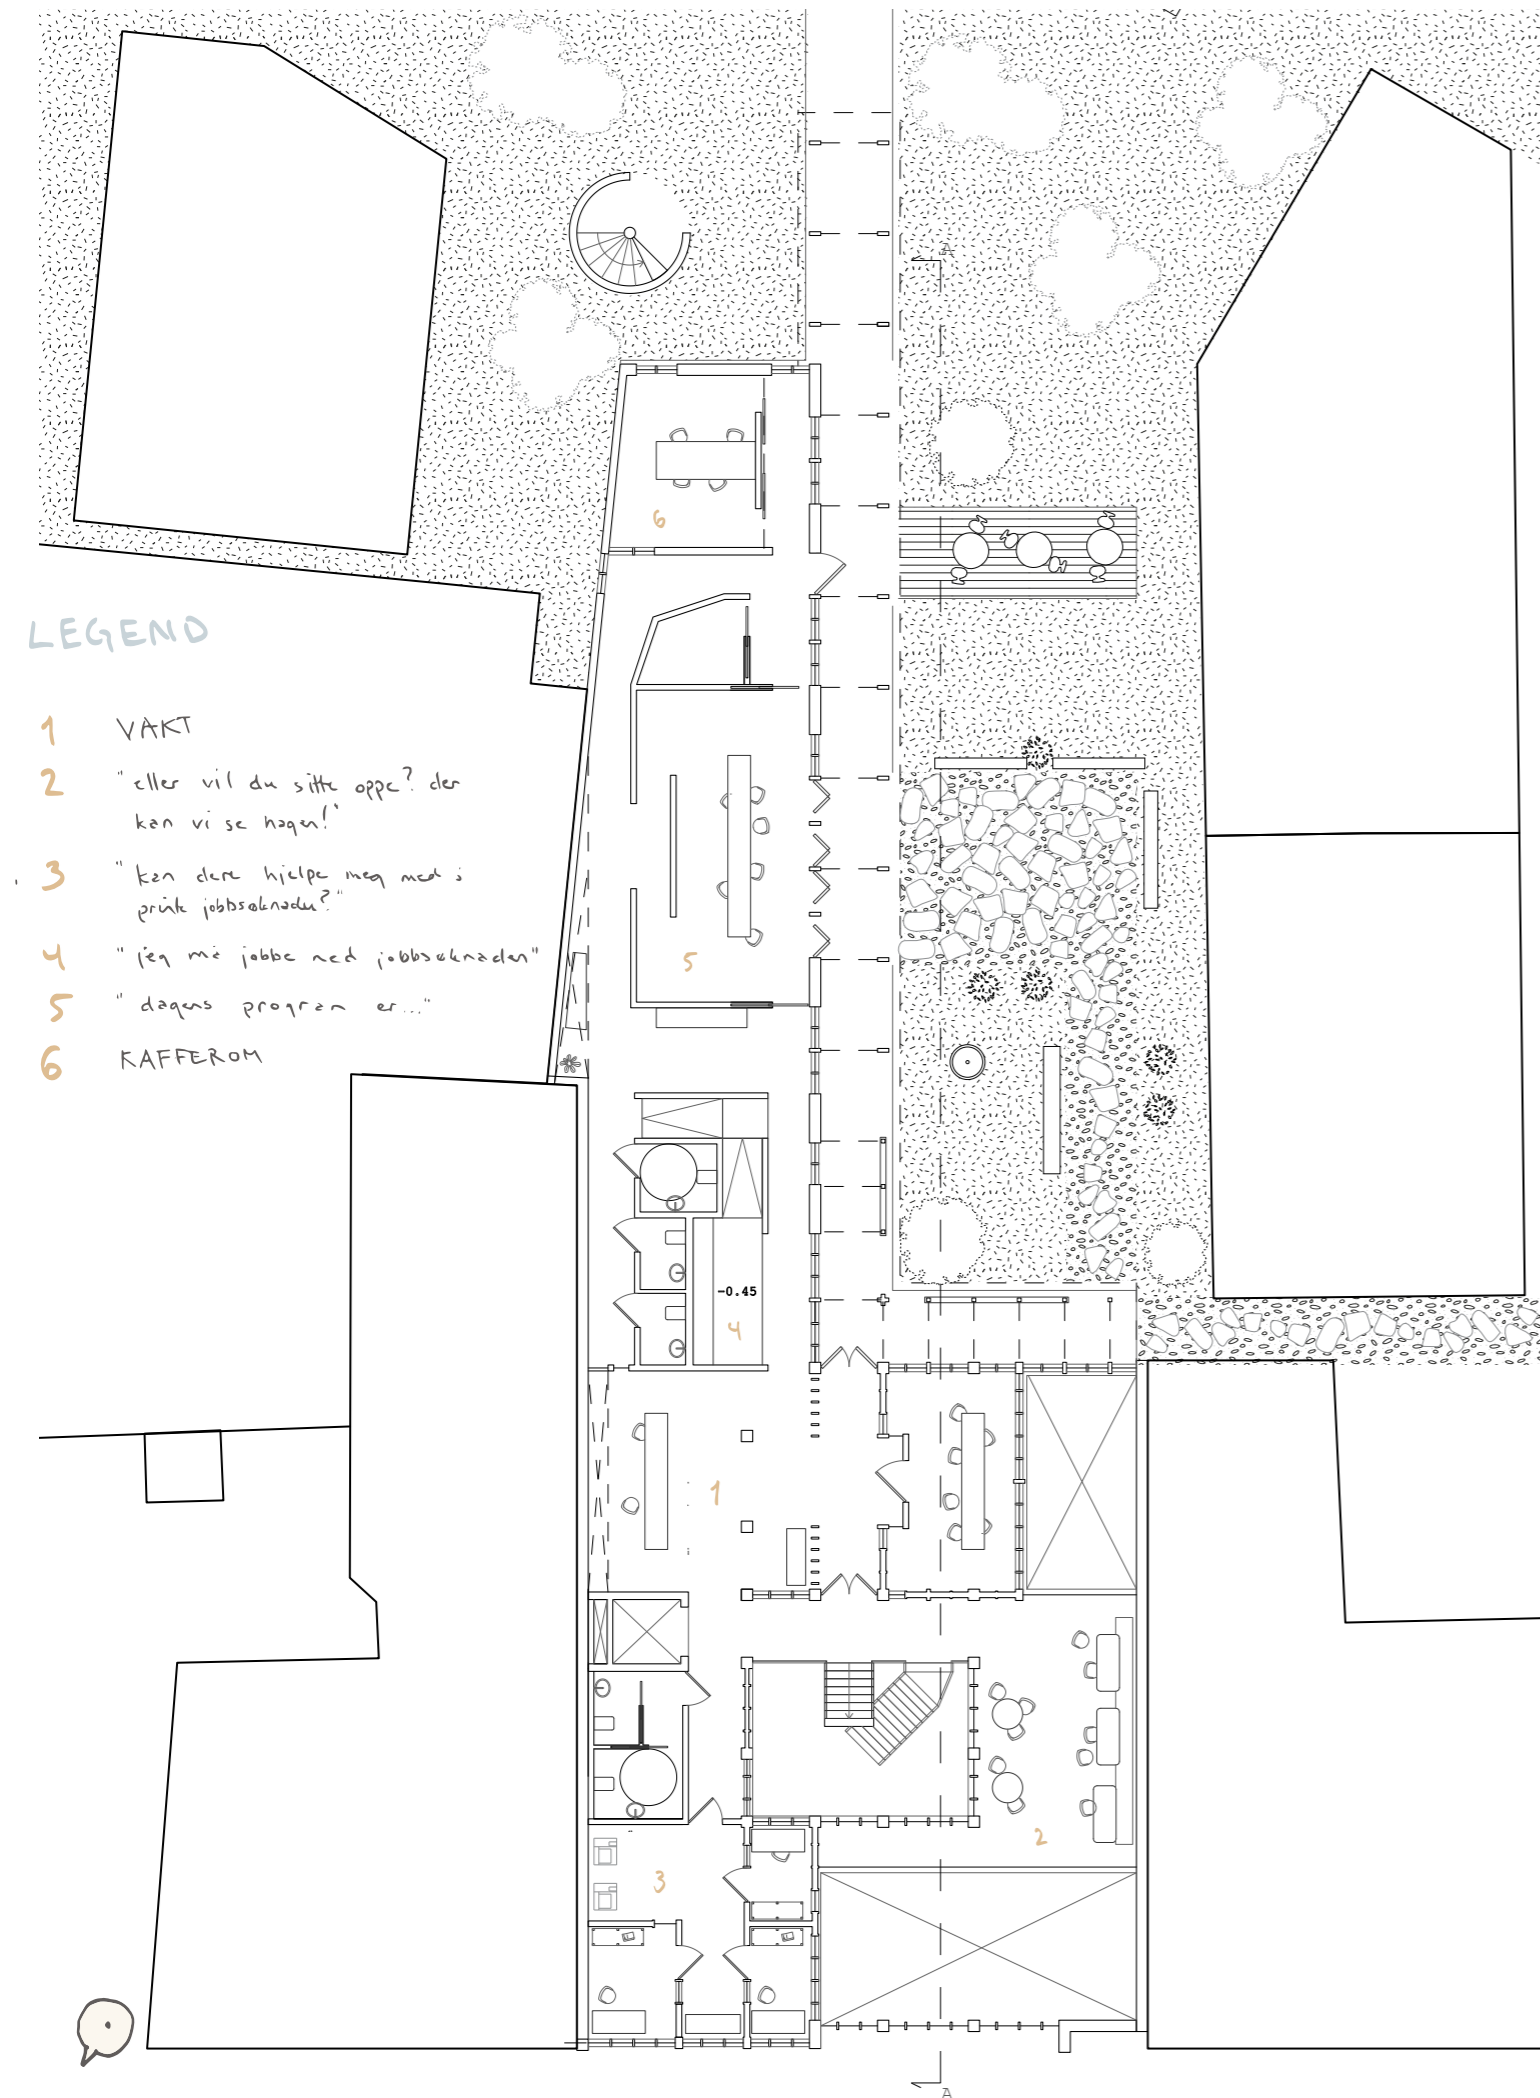 A
6
LEGEND
1 VAKT
2 "eller vil du sitte oppe? der
kan vi se hagen!"
3 "kan dere hjelpe meg med å
printe jobbsøknaden?"
4 "jeg må jobbe med jobbsøknaden"
5 "dagens program er..."
6 KAFFEROM
5
-0.45
4
1
2
3
A